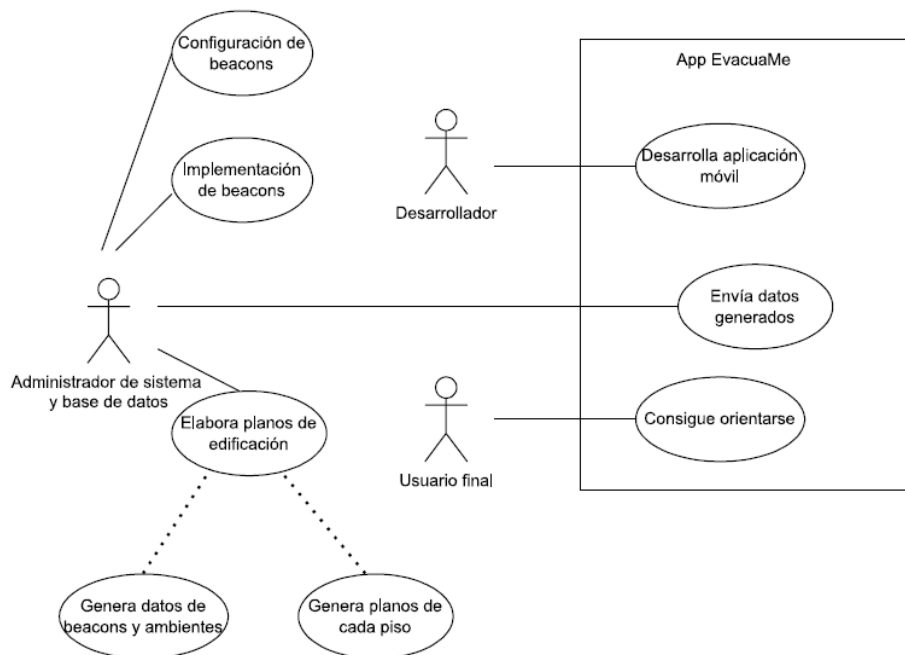 Configuración de
beacons
App EvacuaMe
Implementación
de beacons
Desarrolla aplicación
móvil
Desarrollador
Envía datos
generados
Administrador de sistema
y base de datos
Elabora planos de
edificación
Consigue orientarse
Usuario final
Genera datos de
beacons y ambientes
Genera planos de
cada piso